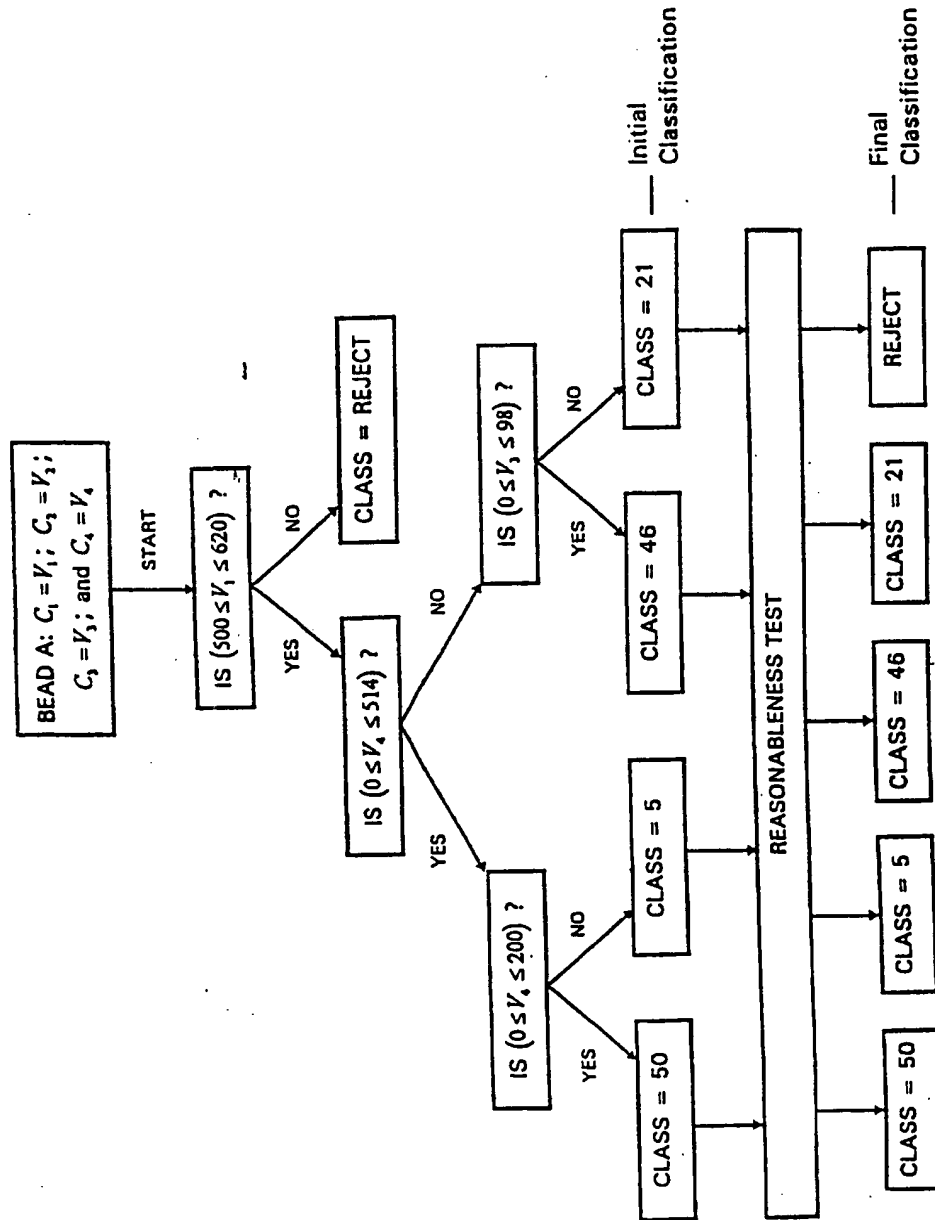 BEAD A: C₁ = V₁; C₂ = V₂;
C₃ = V₃; and C₄ = V₄
START
IS (500 ≤ V₁ ≤ 620) ?
YES
NO
IS (0 ≤ V₄ ≤ 514) ?
CLASS = REJECT
YES
NO
IS (0 ≤ V₄ ≤ 200) ?
IS (0 ≤ V₃ ≤ 98) ?
YES
NO
YES
NO
CLASS = 50
CLASS = 5
CLASS = 46
CLASS = 21
Initial
Classification
REASONABLENESS TEST
CLASS = 50
CLASS = 5
CLASS = 46
CLASS = 21
REJECT
Final
Classification